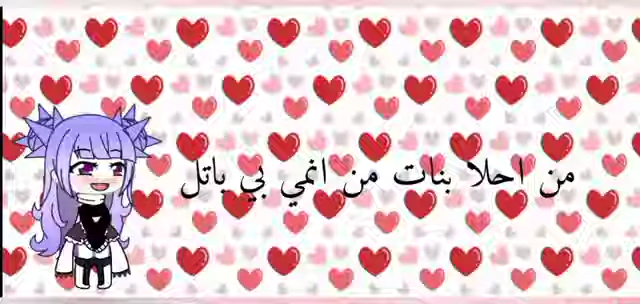 من احلا بنات من انمي بي باتل